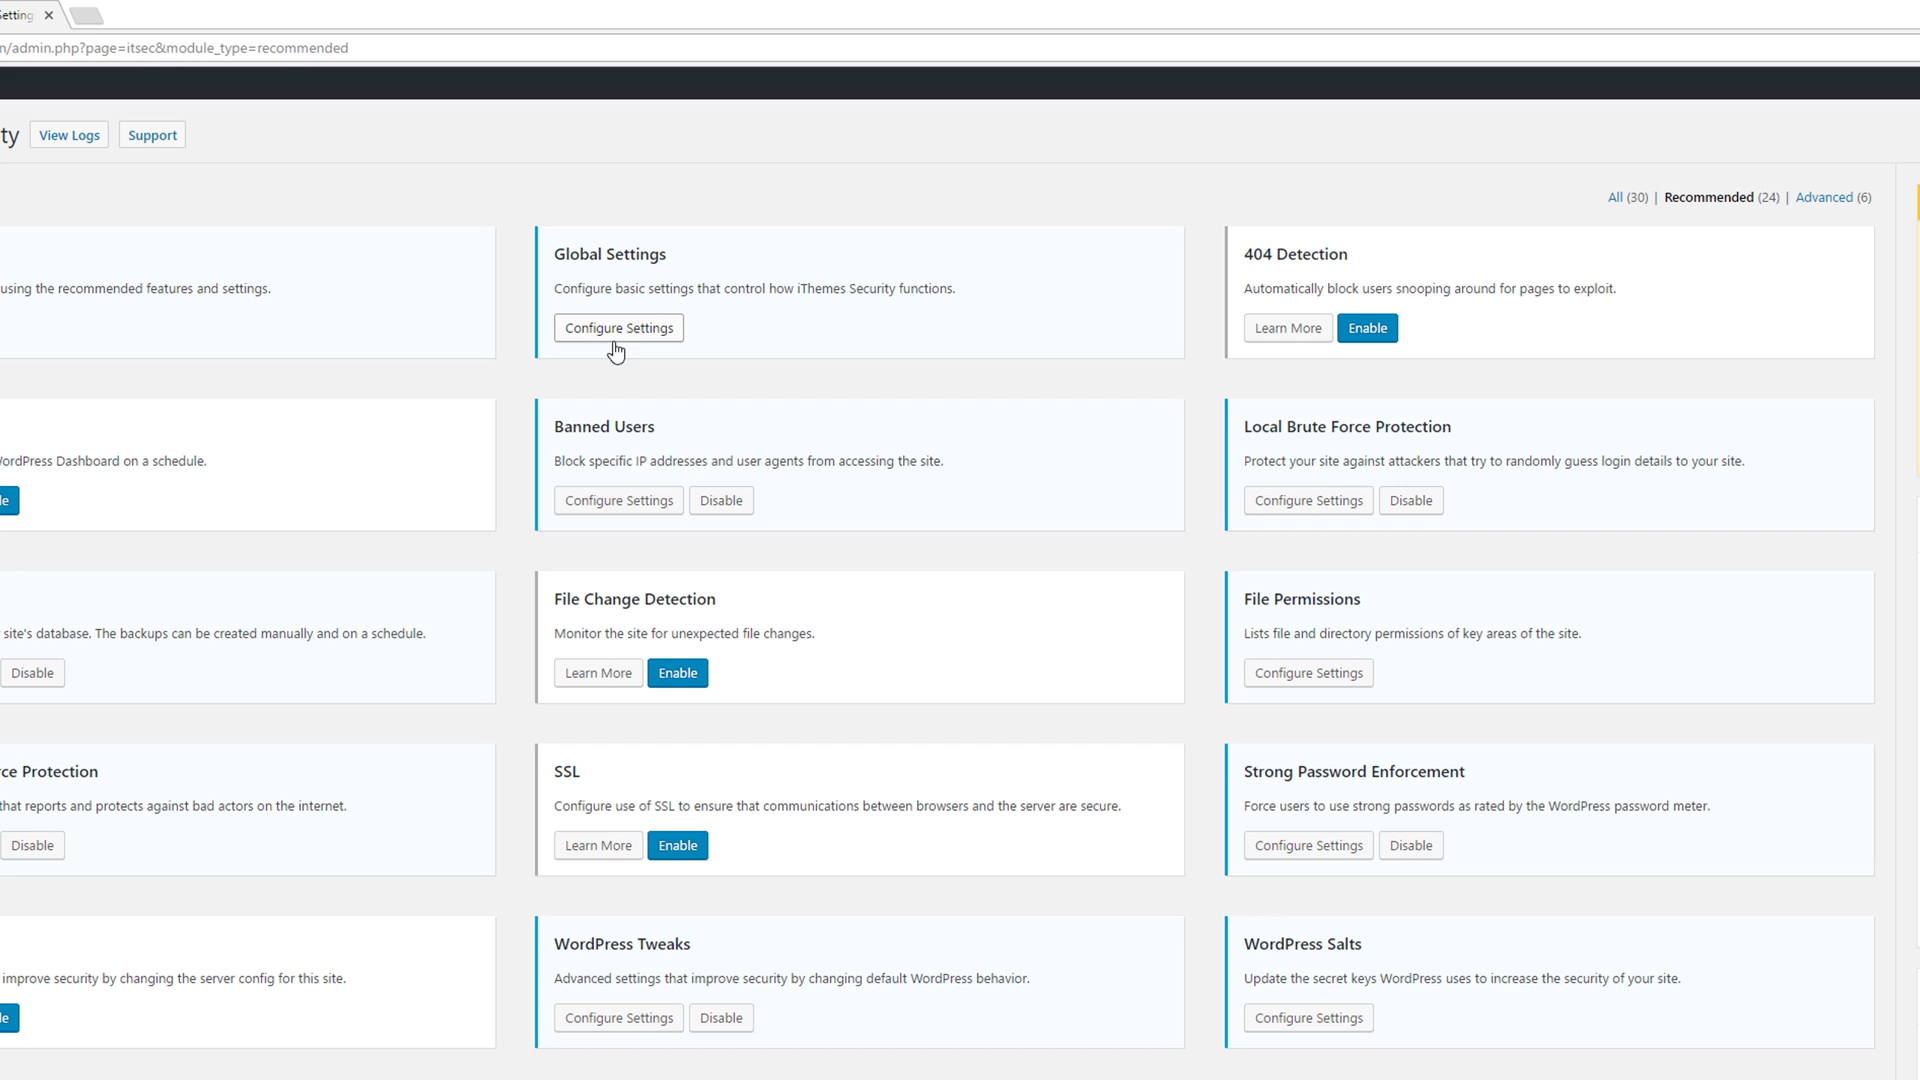 Setting
n/admin.php?page=itsec&module_type=recommended
ty View Logs Support
All (30) | Recommended (24) | Advanced (6)
using the recommended features and settings.
Global Settings
Configure basic settings that control how iThemes Security functions.
Configure Settings
404 Detection
Automatically block users snooping around for pages to exploit.
Learn More Enable
WordPress Dashboard on a schedule.
le
Banned Users
Block specific IP addresses and user agents from accessing the site.
Configure Settings Disable
Local Brute Force Protection
Protect your site against attackers that try to randomly guess login details to your site.
Configure Settings Disable
site's database. The backups can be created manually and on a schedule.
Disable
File Change Detection
Monitor the site for unexpected file changes.
Learn More Enable
File Permissions
Lists file and directory permissions of key areas of the site.
Configure Settings
rce Protection
that reports and protects against bad actors on the internet.
Disable
SSL
Configure use of SSL to ensure that communications between browsers and the server are secure.
Learn More Enable
Strong Password Enforcement
Force users to use strong passwords as rated by the WordPress password meter.
Configure Settings Disable
improve security by changing the server config for this site.
le
WordPress Tweaks
Advanced settings that improve security by changing default WordPress behavior.
Configure Settings Disable
WordPress Salts
Update the secret keys WordPress uses to increase the security of your site.
Configure Settings